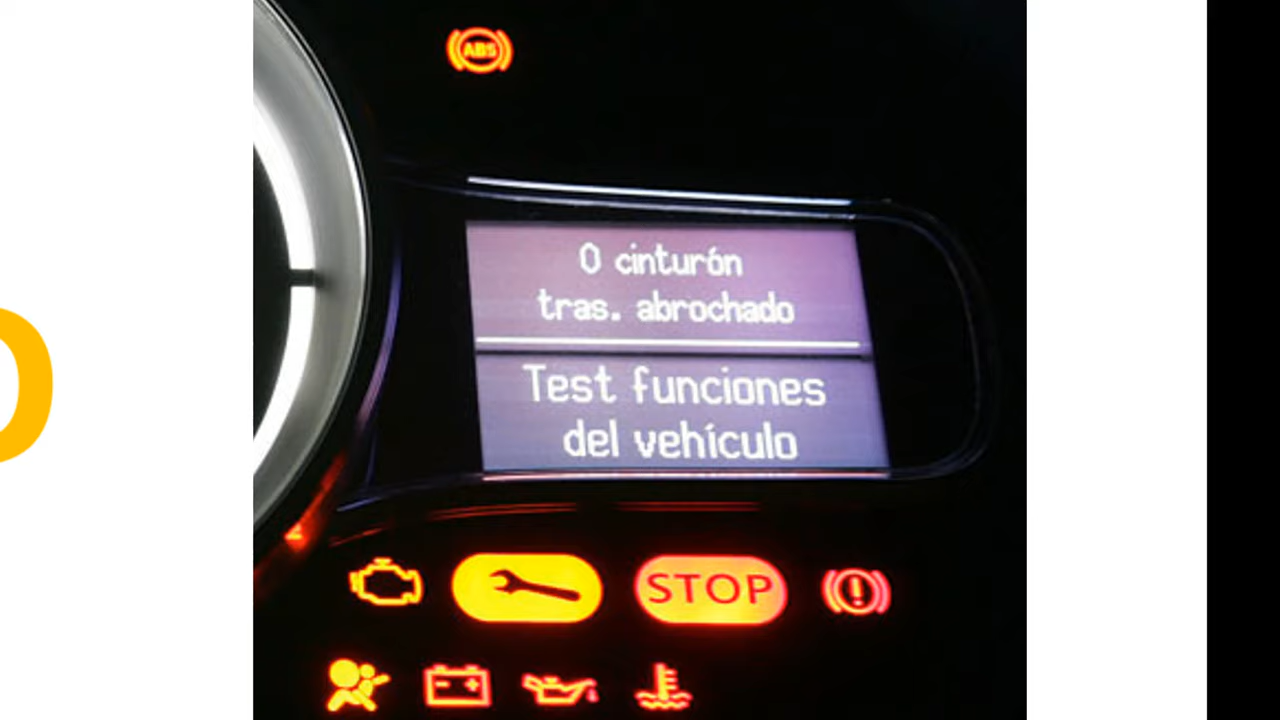 ABS
0 cinturón
tras. abrochado
Test funciones
del vehículo
STOP